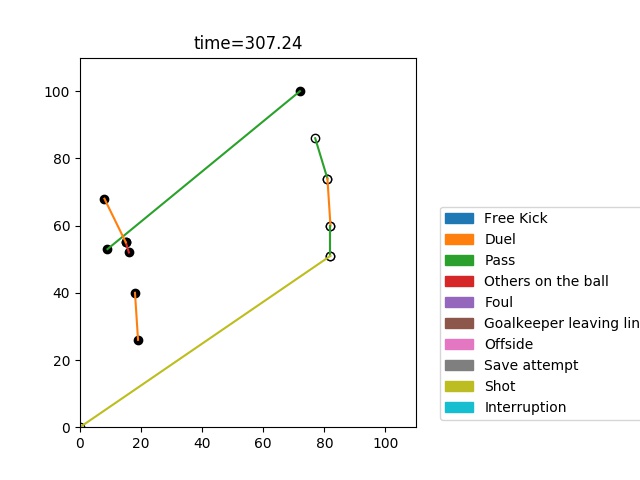 time=307.24
100
80
60
40
20
0
0 20 40 60 80 100
Free Kick
Duel
Pass
Others on the ball
Foul
Goalkeeper leaving lin
Offside
Save attempt
Shot
Interruption